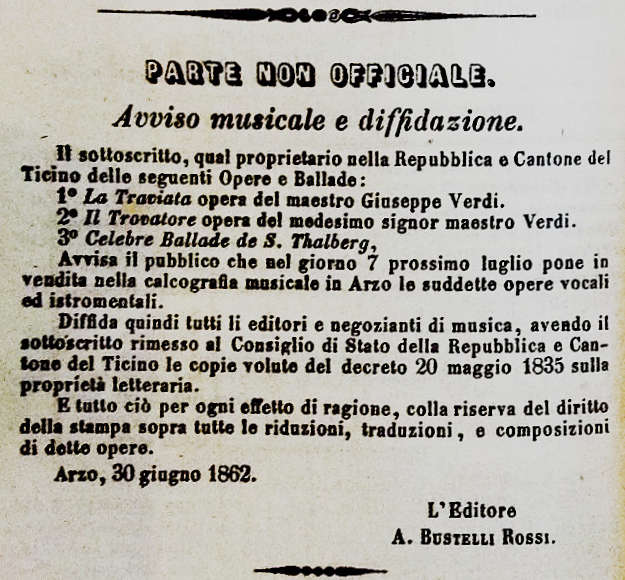 PARTE NON OFFICIALE.
Avviso musicale e diffidazione.
Il sottoscritto, qual proprietario nella Repubblica e Cantone del
Ticino delle seguenti Opere e Ballade:
1º La Traviata opera del maestro Giuseppe Verdi.
2º Il Trovatore opera del medesimo signor maestro Verdi.
3º Celebre Ballade de S. Thalberg,
Avvisa il pubblico che nel giorno 7 prossimo luglio pone in
vendita nella calcografia musicale in Arzo le suddette opere vocali
ed istromentali.
Diffida quindi tutti li editori e negozianti di musica, avendo il
sottoscritto rimesso al Consiglio di Stato della Repubblica e Can-
tone del Ticino le copie volute del decreto 20 maggio 1835 sulla
proprietà letteraria.
E tutto ciò per ogni effetto di ragione, colla riserva del diritto
della stampa sopra tutte le riduzioni, traduzioni, e composizioni
di dette opere.
Arzo, 30 giugno 1862.
L'Editore
A. BUSTELLI ROSSI.